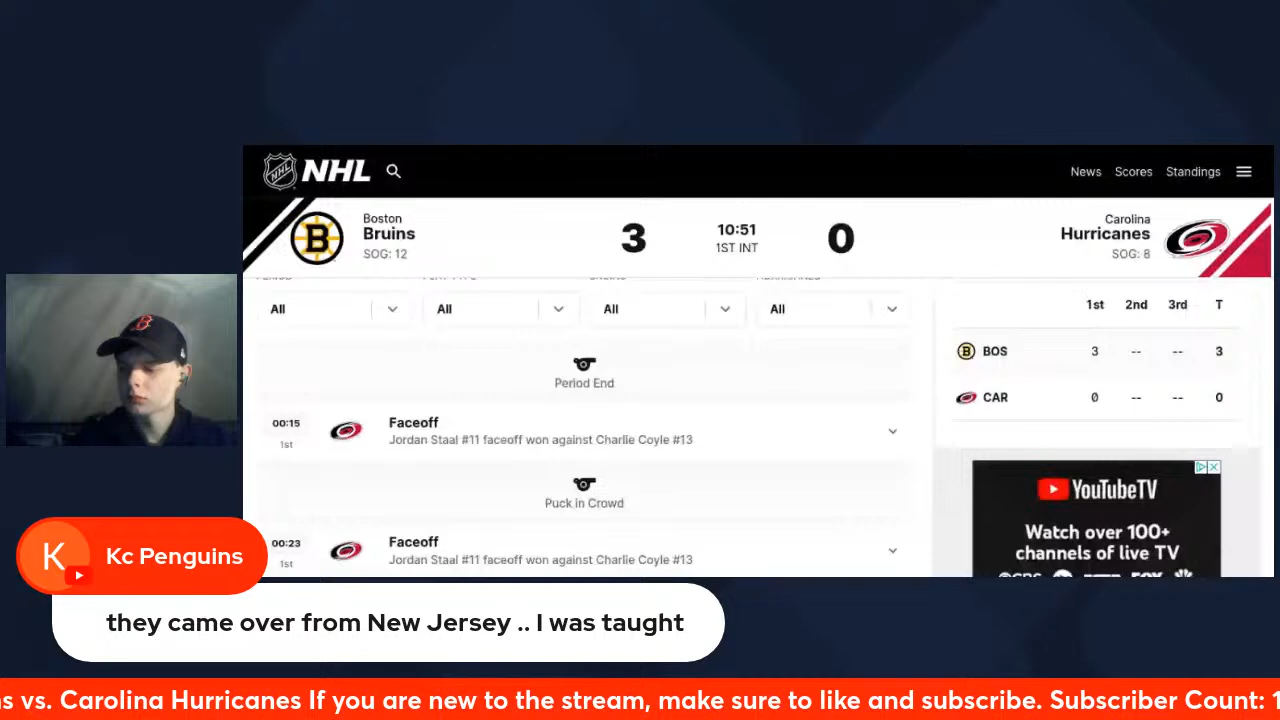 NHL
News Scores Standings
Boston
Bruins
SOG: 12
3
10:51
1ST INT
0
Carolina
Hurricanes
SOG: 8
All All All All
1st 2nd 3rd T
BOS 3 -- -- 3
CAR 0 -- -- 0
Period End
00:15
1st
Faceoff
Jordan Staal #11 faceoff won against Charlie Coyle #13
Puck in Crowd
00:23
1st
Faceoff
Jordan Staal #11 faceoff won against Charlie Coyle #13
YouTubeTV
Watch over 100+
channels of live TV
K
Kc Penguins
they came over from New Jersey .. I was taught
s vs. Carolina Hurricanes If you are new to the stream, make sure to like and subscribe. Subscriber Count: 1